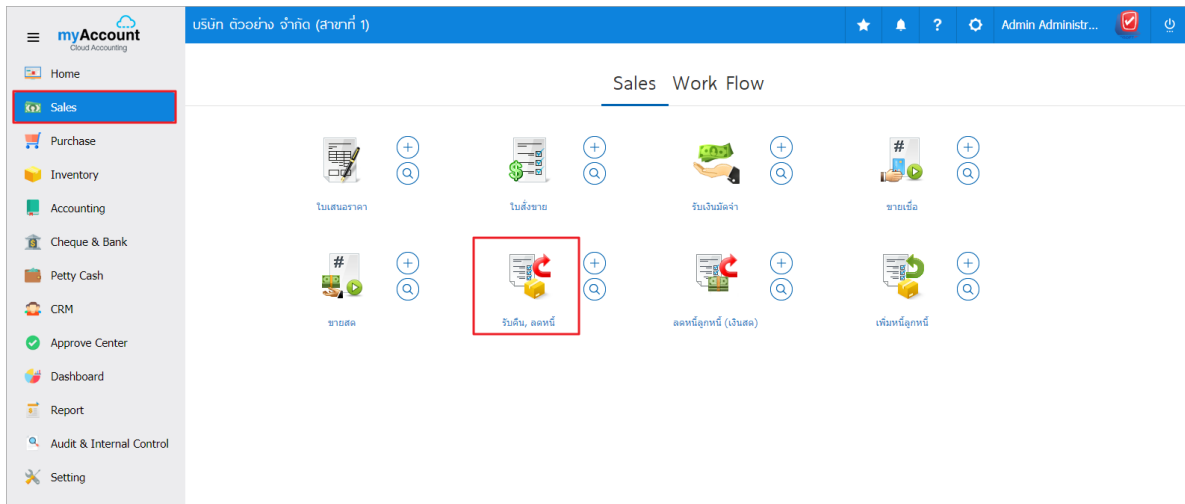 myAccount
Cloud Accounting
บริษัท ตัวอย่าง จำกัด (สาขาที่ 1)
? Admin Administr...
Home
Sales
Purchase
Inventory
Accounting
Cheque & Bank
Petty Cash
CRM
Approve Center
Dashboard
Report
Audit & Internal Control
Setting
Sales Work Flow
ใบเสนอราคา
ใบสั่งขาย
รับเงินมัดจำ
ขายเชื่อ
ขายสด
รับคืน, ลดหนี้
ลดหนี้ลูกหนี้ (เงินสด)
เพิ่มหนี้ลูกหนี้